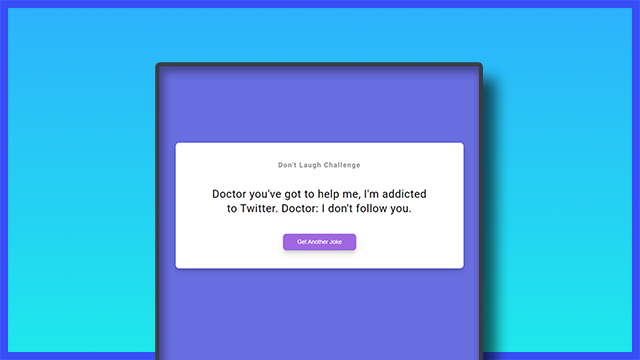 Don't Laugh Challenge
Doctor you've got to help me, I'm addicted
to Twitter. Doctor: I don't follow you.
Get Another Joke